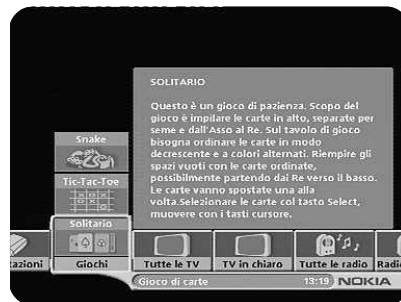 SOLITARIO
Questo è un gioco di pazienza. Scopo del
gioco è impilare le carte in alto, separate per
seme e dall'Asso al Re. Sul tavolo di gioco
bisogna ordinare le carte in modo
decrescente e a colori alternati. Riempire gli
spazi vuoti con le carte ordinate,
possibilmente partendo dai Re verso il basso.
Le carte vanno spostate una alla
volta.Selezionare le carte col tasto Select,
muovere con i tasti cursore.
Snake
Tic-Tac-Toe
Solitario
tazioni Giochi Tutte le TV TV in chiaro Tutte le radio Radi
Gioco di carte 13:19 NOKIA